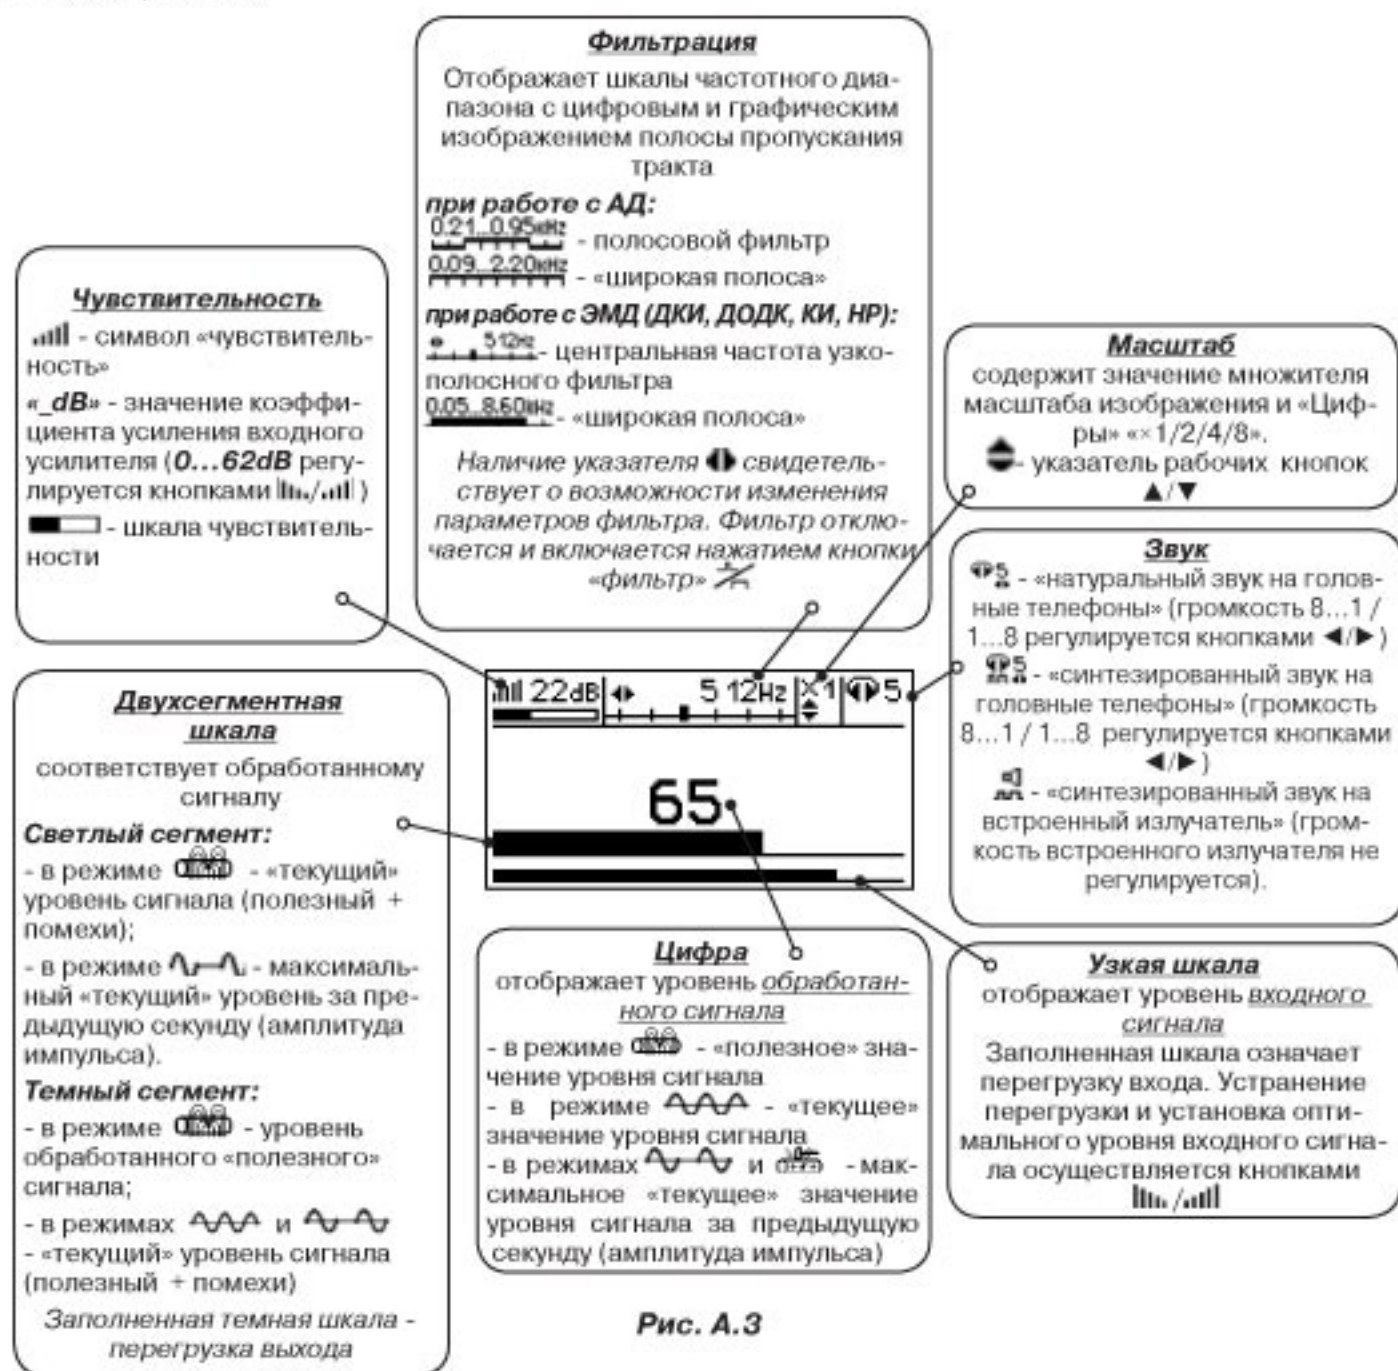 Фильтрация
Отображает шкалы частотного диа-
пазона с цифровым и графическим
изображением полосы пропускания
тракта
при работе с АД:
0.21...0.95кHz - полосовой фильтр
0.09...2.20кHz - «широкая полоса»
при работе с ЭМД (ДКИ, ДОДК, КИ, НР):
512Hz - центральная частота узко-
полосного фильтра
0.05...8.60кHz - «широкая полоса»
Наличие указателя ◀▶ свидетель-
ствует о возможности изменения
параметров фильтра. Фильтр отклю-
чается и включается нажатием кнопки
«фильтр»
Чувствительность
- символ «чувствитель-
ность»
«_dB» - значение коэффи-
циента усиления входного
усилителя (0...62dB регу-
лируется кнопками / )
- шкала чувствитель-
ности
Масштаб
содержит значение множителя
масштаба изображения и «Циф-
ры» «×1/2/4/8».
- указатель рабочих кнопок
▲/▼
Звук
5 - «натуральный звук на голов-
ные телефоны» (громкость 8...1 /
1...8 регулируется кнопками ◀/▶)
5 - «синтезированный звук на
головные телефоны» (громкость
8...1 / 1...8 регулируется кнопками
◀/▶)
- «синтезированный звук на
встроенный излучатель» (гром-
кость встроенного излучателя не
регулируется).
Двухсегментная
шкала
соответствует обработанному
сигналу
Светлый сегмент:
- в режиме - «текущий»
уровень сигнала (полезный +
помехи);
- в режиме - максималь-
ный «текущий» уровень за пре-
дыдущую секунду (амплитуда
импульса).
Темный сегмент:
- в режиме - уровень
обработанного «полезного»
сигнала;
- в режимах и
- «текущий» уровень сигнала
(полезный + помехи)
Заполненная темная шкала -
перегрузка выхода
22dB 512Hz ×1 5
65
Цифра
отображает уровень обработан-
ного сигнала
- в режиме - «полезное» зна-
чение уровня сигнала
- в режиме - «текущее»
значение уровня сигнала
- в режимах и - мак-
симальное «текущее» значение
уровня сигнала за предыдущую
секунду (амплитуда импульса)
Узкая шкала
отображает уровень входного
сигнала
Заполненная шкала означает
перегрузку входа. Устранение
перегрузки и установка опти-
мального уровня входного сигна-
ла осуществляется кнопками
/
Рис. А.3